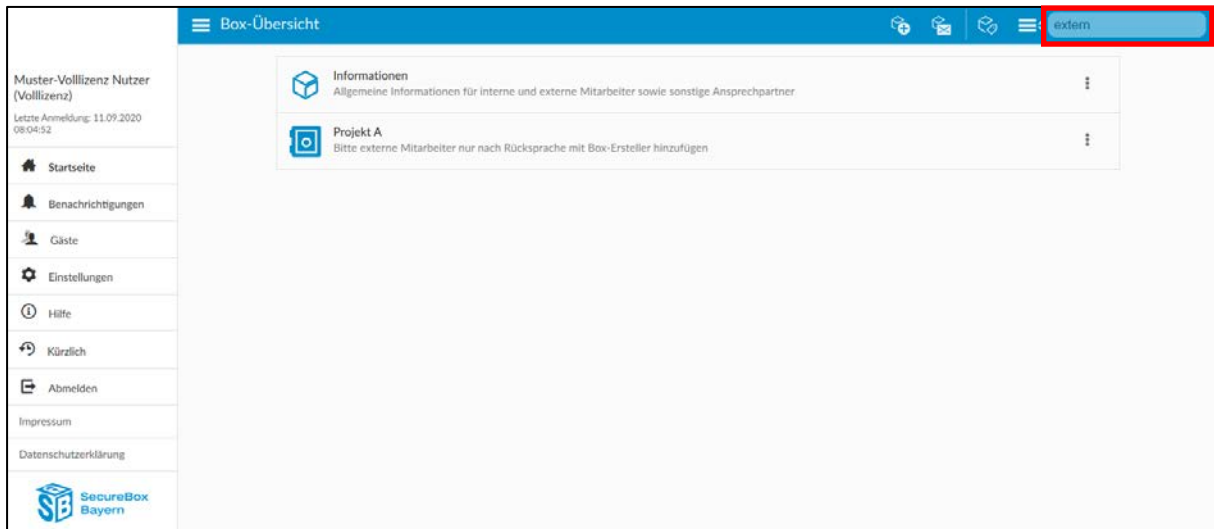 Box-Übersicht
extern
Muster-Volllizenz Nutzer
(Volllizenz)
Letzte Anmeldung: 11.09.2020
08:04:52
Startseite
Benachrichtigungen
Gäste
Einstellungen
Hilfe
Kürzlich
Abmelden
Impressum
Datenschutzerklärung
SecureBox
Bayern
Informationen
Allgemeine Informationen für interne und externe Mitarbeiter sowie sonstige Ansprechpartner
Projekt A
Bitte externe Mitarbeiter nur nach Rücksprache mit Box-Ersteller hinzufügen